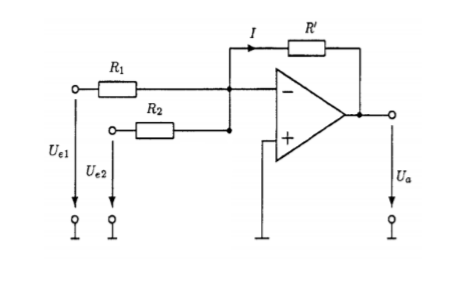 I
R'
R₁
R₂
−
+
Uₑ₁
Uₑ₂
Uₐ